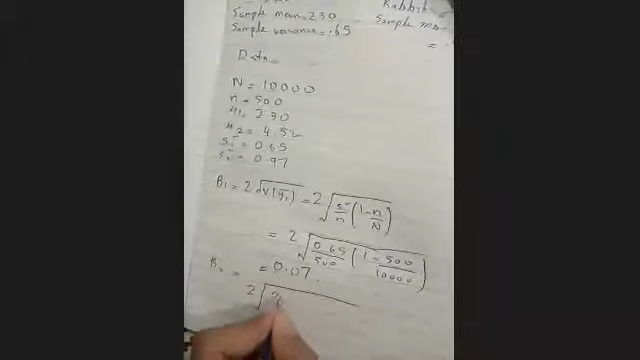 Sample mean = 230
Sample variance = .65
Rabbit
Sample me
=
Data
N = 10000
n = 500
μ1 = 230
μ2 = 4.52
S1² = 0.65
S2² = 0.97
B1 = 2 √V(ȳ1) = 2 √(s²/n (1 - n/N))
= 2 √(0.65/500 (1 - 500/10000))
= 0.07
B2 =
2 √